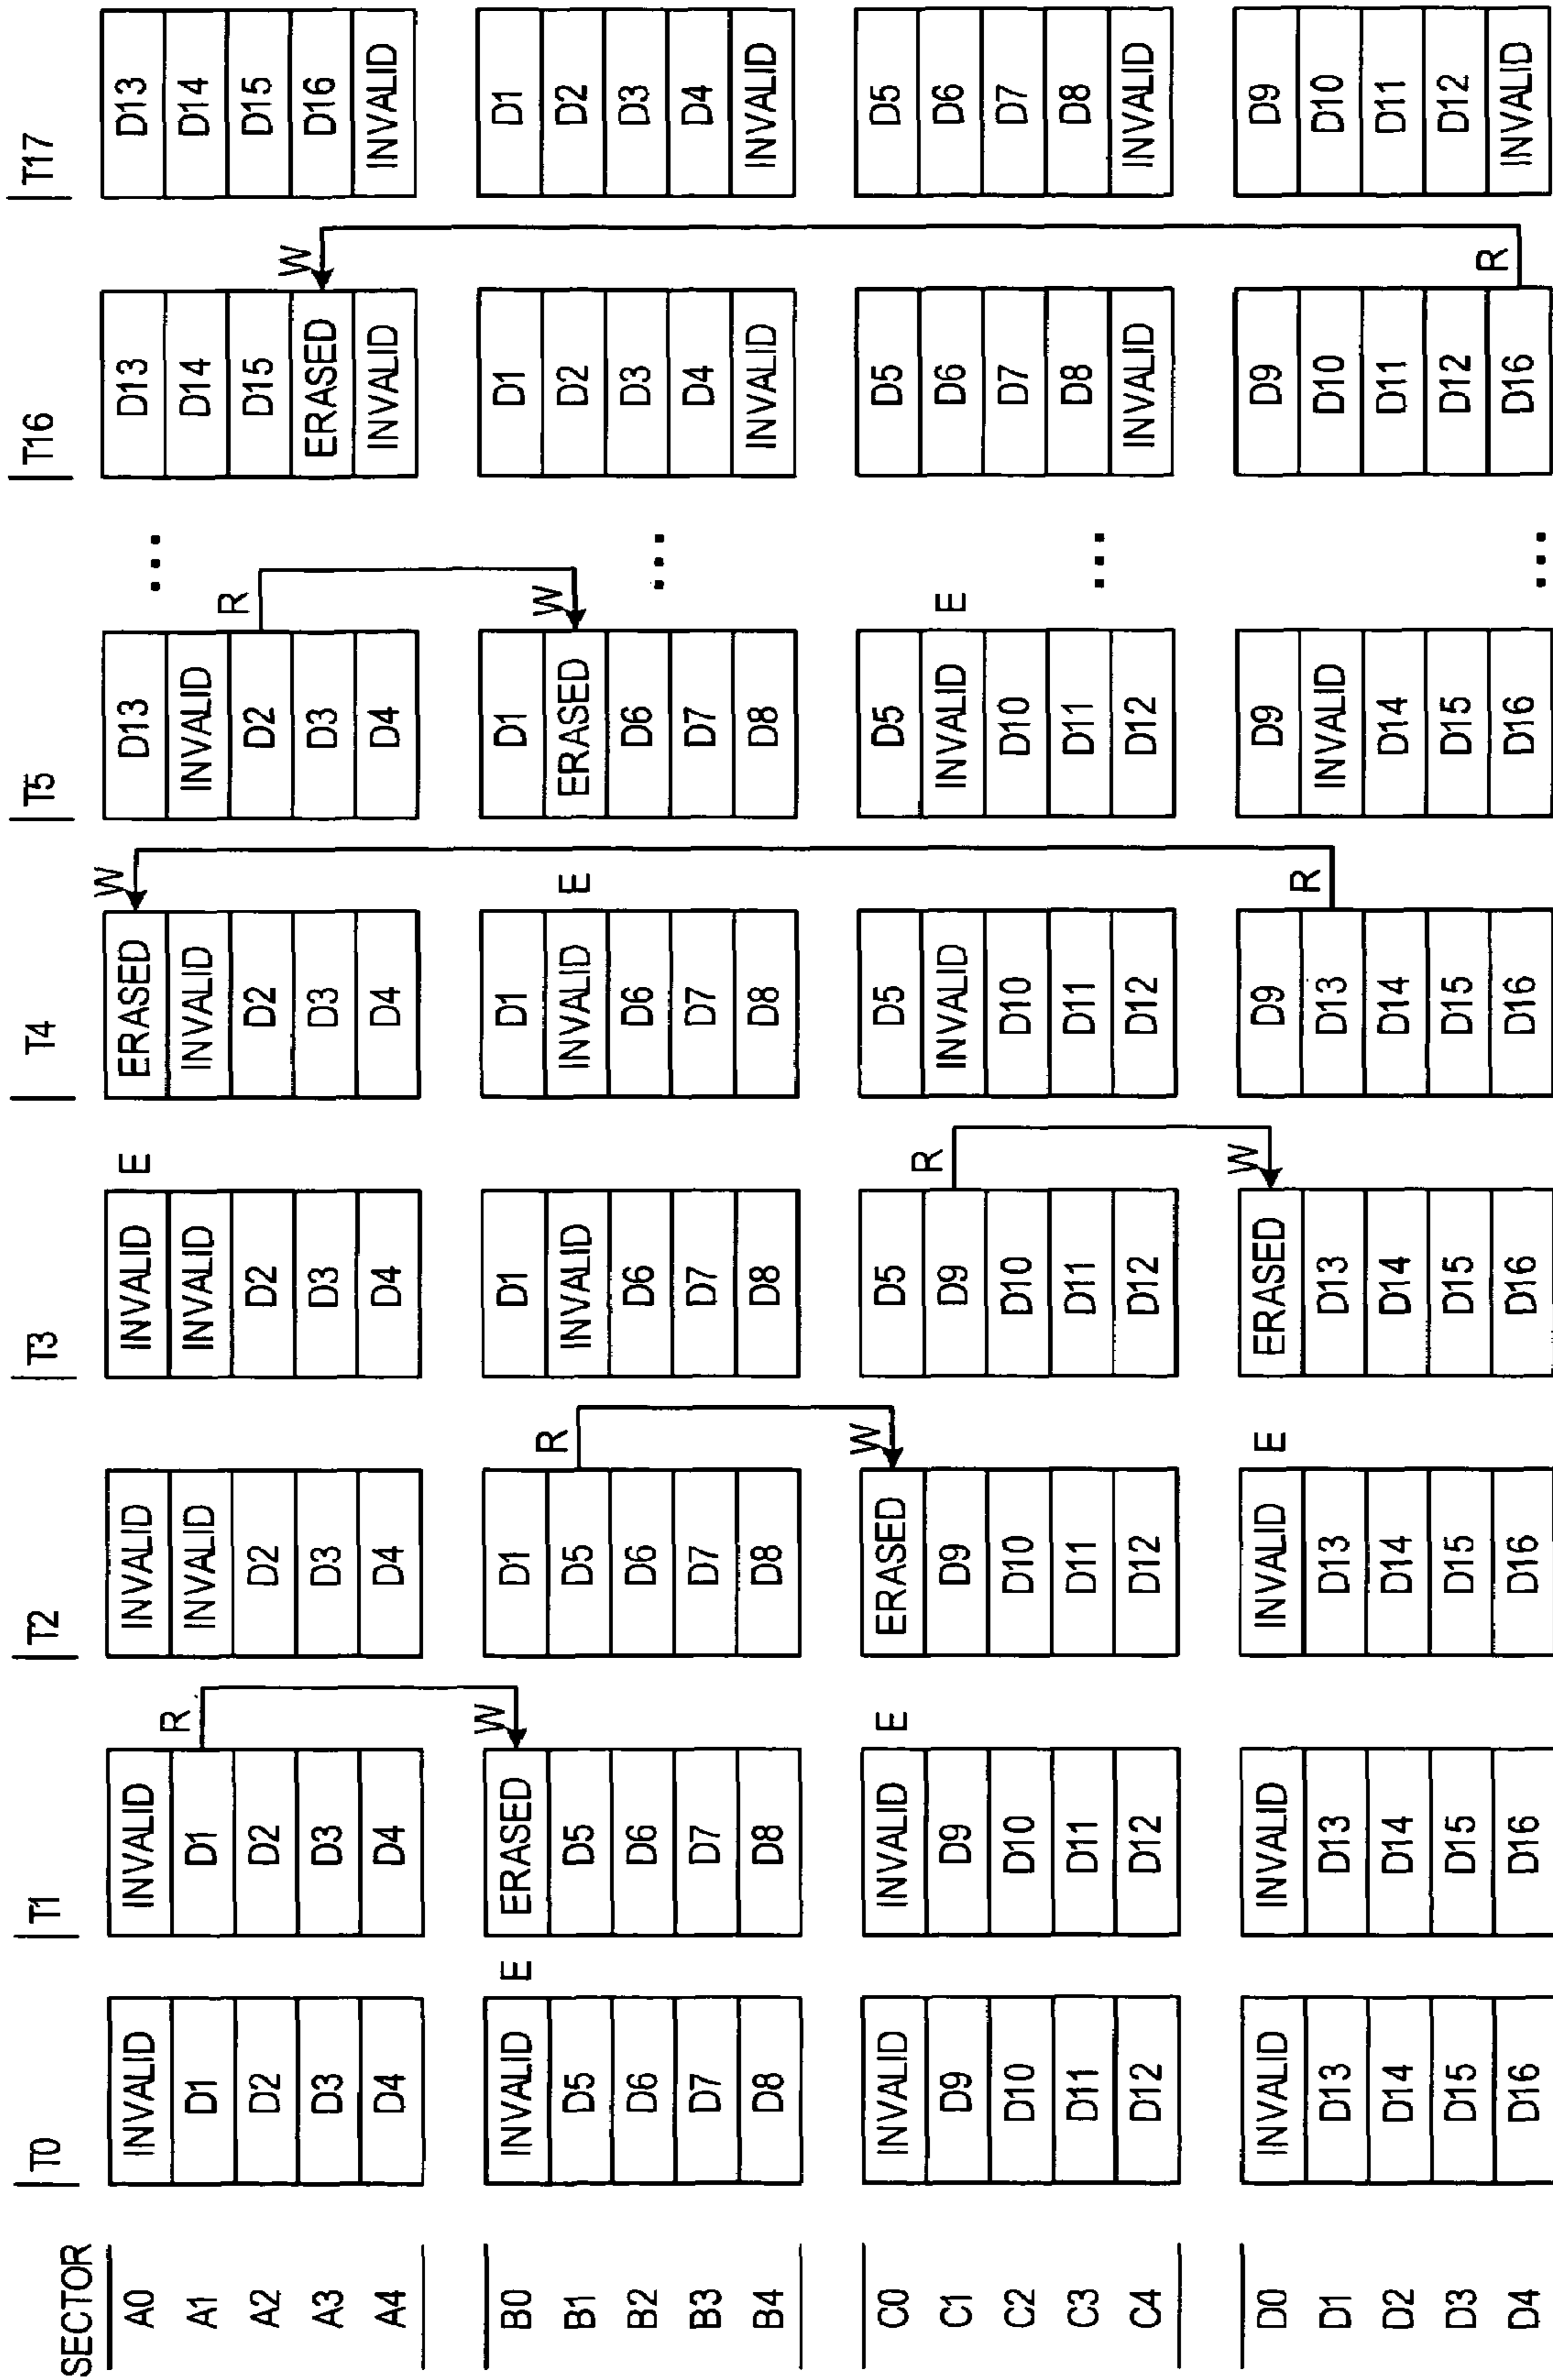 SECTOR |T0 |T1 |T2 |T3 |T4 |T5 |T16 |T17
A0 INVALID INVALID INVALID INVALID E ERASED W D13 ... D13 D13
A1 D1 D1 R INVALID INVALID INVALID INVALID D14 D14
A2 D2 D2 D2 D2 D2 D2 R D15 D15
A3 D3 D3 D3 D3 D3 D3 ERASED W D16
A4 D4 D4 D4 D4 D4 D4 INVALID INVALID
B0 INVALID E ERASED W D1 D1 D1 D1 ... D1 D1
B1 D5 D5 D5 R INVALID INVALID E ERASED W D2 D2
B2 D6 D6 D6 D6 D6 D6 D3 D3
B3 D7 D7 D7 D7 D7 D7 D4 D4
B4 D8 D8 D8 D8 D8 D8 INVALID INVALID
C0 INVALID INVALID E ERASED W D5 D5 D5 ... D5 D5
C1 D9 D9 D9 D9 R INVALID INVALID E D6 D6
C2 D10 D10 D10 D10 D10 D10 D7 D7
C3 D11 D11 D11 D11 D11 D11 D8 D8
C4 D12 D12 D12 D12 D12 D12 INVALID INVALID
D0 INVALID INVALID INVALID E ERASED W D9 D9 ... D9 D9
D1 D13 D13 D13 D13 D13 R INVALID D10 D10
D2 D14 D14 D14 D14 D14 D14 D11 D11
D3 D15 D15 D15 D15 D15 D15 D12 D12
D4 D16 D16 D16 D16 D16 D16 D16 R INVALID